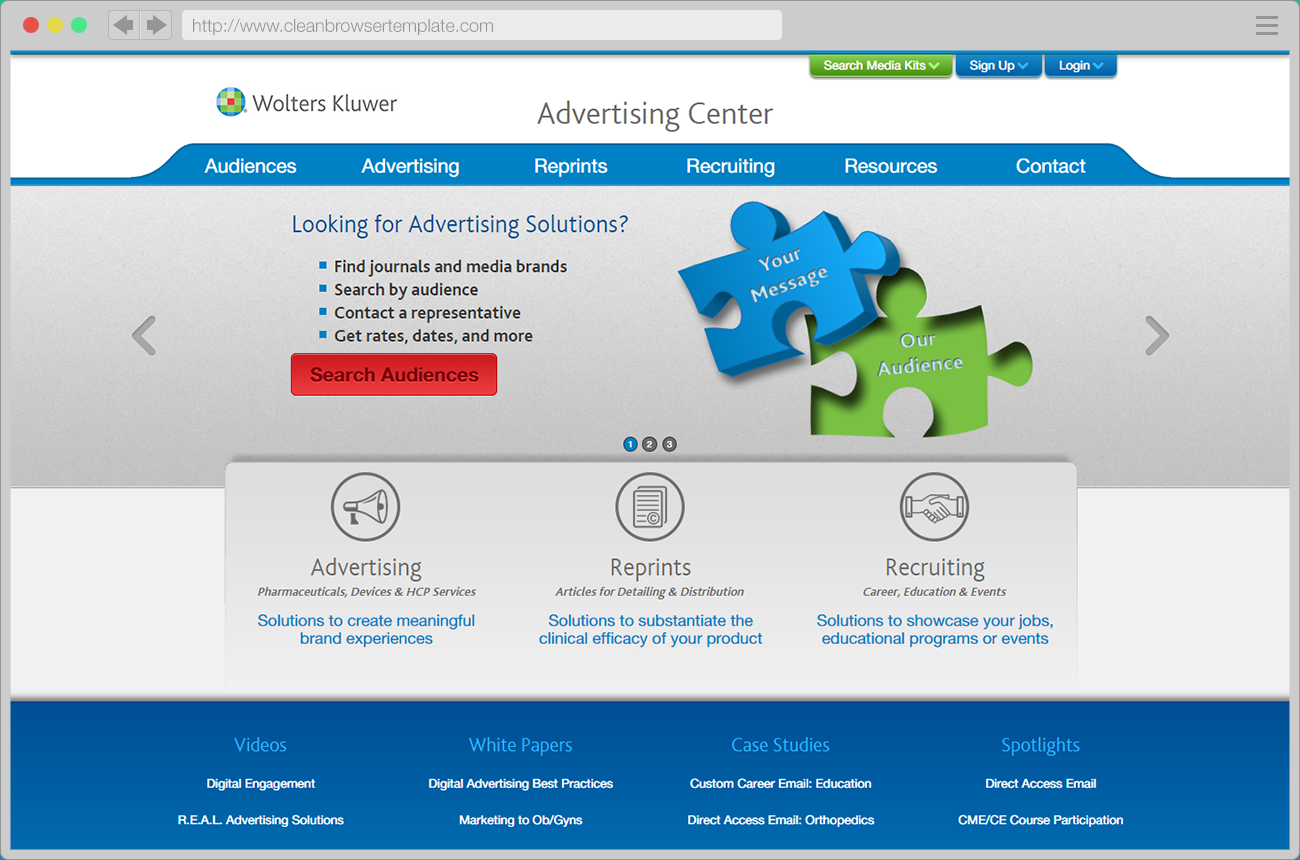 http://www.cleanbrowsertemplate.com
Search Media Kits
Sign Up
Login
Wolters Kluwer
Advertising Center
Audiences
Advertising
Reprints
Recruiting
Resources
Contact
Looking for Advertising Solutions?
Find journals and media brands
Search by audience
Contact a representative
Get rates, dates, and more
Search Audiences
Your
Message
Our
Audience
1 2 3
Advertising
Pharmaceuticals, Devices & HCP Services
Solutions to create meaningful
brand experiences
Reprints
Articles for Detailing & Distribution
Solutions to substantiate the
clinical efficacy of your product
Recruiting
Career, Education & Events
Solutions to showcase your jobs,
educational programs or events
Videos
Digital Engagement
R.E.A.L. Advertising Solutions
White Papers
Digital Advertising Best Practices
Marketing to Ob/Gyns
Case Studies
Custom Career Email: Education
Direct Access Email: Orthopedics
Spotlights
Direct Access Email
CME/CE Course Participation